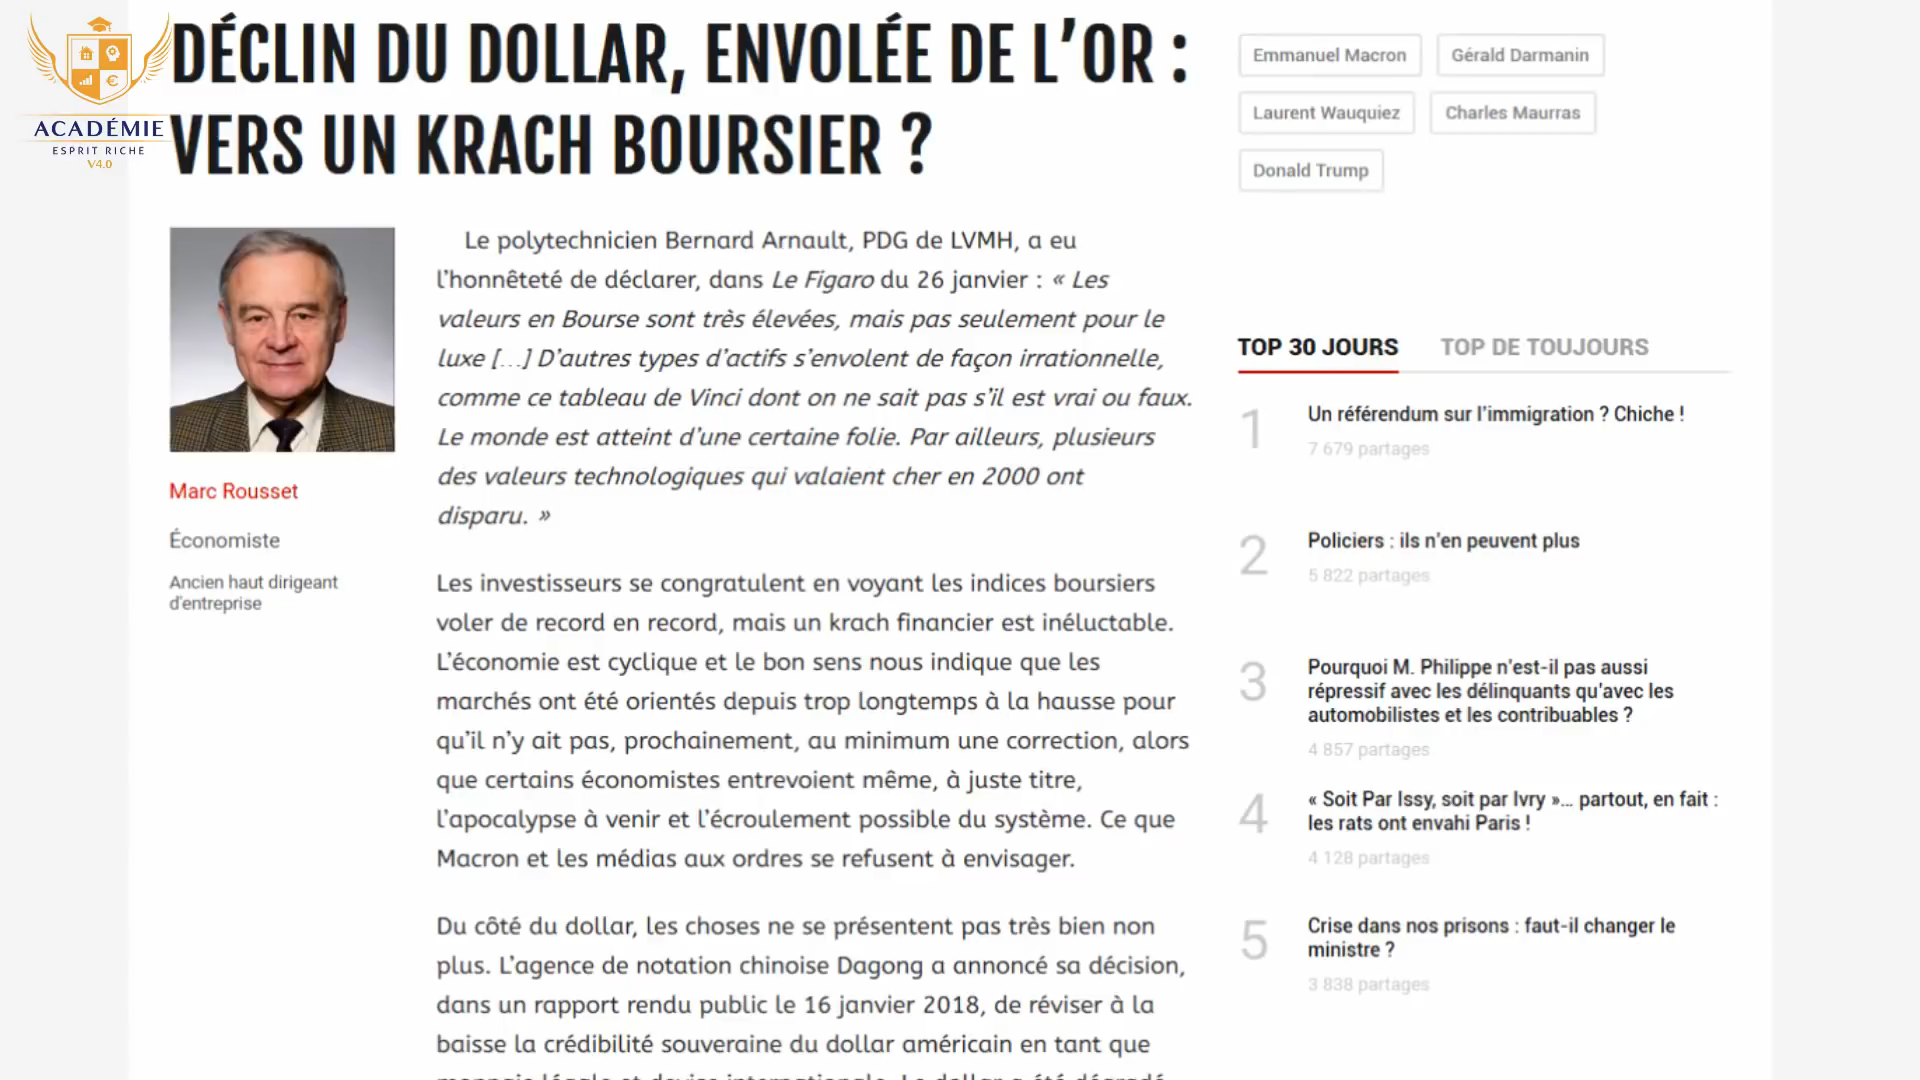 DÉCLIN DU DOLLAR, ENVOLÉE DE L’OR :
VERS UN KRACH BOURSIER ?
ACADÉMIE
ESPRIT RICHE
V4.0
Marc Rousset
Économiste
Ancien haut dirigeant
d'entreprise
Le polytechnicien Bernard Arnault, PDG de LVMH, a eu
l’honnêteté de déclarer, dans Le Figaro du 26 janvier : « Les
valeurs en Bourse sont très élevées, mais pas seulement pour le
luxe […] D’autres types d’actifs s’envolent de façon irrationnelle,
comme ce tableau de Vinci dont on ne sait pas s’il est vrai ou faux.
Le monde est atteint d’une certaine folie. Par ailleurs, plusieurs
des valeurs technologiques qui valaient cher en 2000 ont
disparu. »
Les investisseurs se congratulent en voyant les indices boursiers
voler de record en record, mais un krach financier est inéluctable.
L’économie est cyclique et le bon sens nous indique que les
marchés ont été orientés depuis trop longtemps à la hausse pour
qu’il n’y ait pas, prochainement, au minimum une correction, alors
que certains économistes entrevoient même, à juste titre,
l’apocalypse à venir et l’écroulement possible du système. Ce que
Macron et les médias aux ordres se refusent à envisager.
Du côté du dollar, les choses ne se présentent pas très bien non
plus. L’agence de notation chinoise Dagong a annoncé sa décision,
dans un rapport rendu public le 16 janvier 2018, de réviser à la
baisse la crédibilité souveraine du dollar américain en tant que
Emmanuel Macron
Gérald Darmanin
Laurent Wauquiez
Charles Maurras
Donald Trump
TOP 30 JOURS
TOP DE TOUJOURS
1
Un référendum sur l’immigration ? Chiche !
7 679 partages
2
Policiers : ils n’en peuvent plus
5 822 partages
3
Pourquoi M. Philippe n’est-il pas aussi
répressif avec les délinquants qu’avec les
automobilistes et les contribuables ?
4 857 partages
4
« Soit Par Issy, soit par Ivry »… partout, en fait :
les rats ont envahi Paris !
4 128 partages
5
Crise dans nos prisons : faut-il changer le
ministre ?
3 838 partages